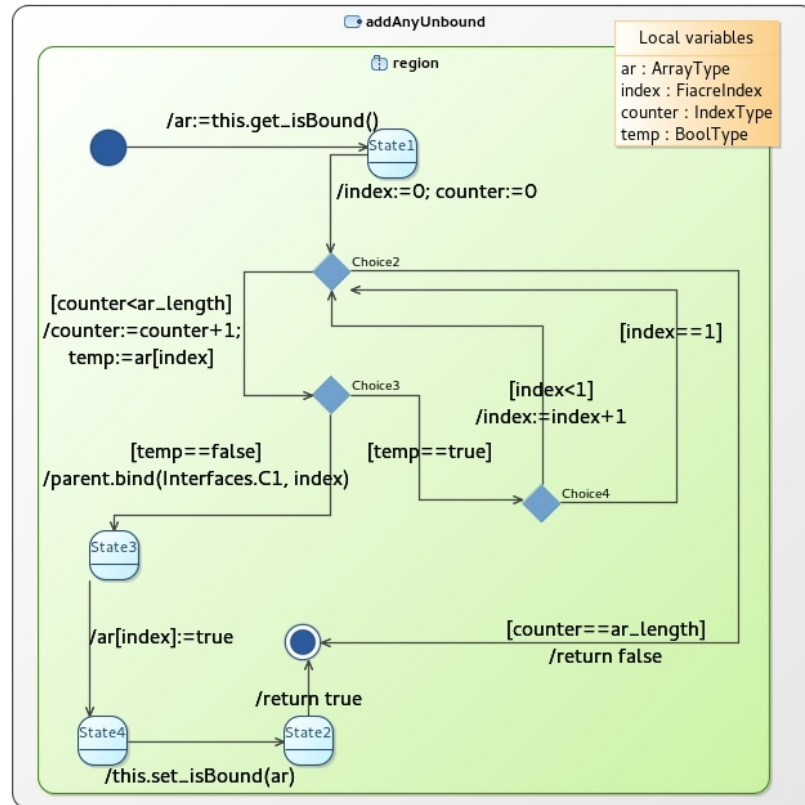 addAnyUnbound
Local variables
ar : ArrayType
index : FiacreIndex
counter : IndexType
temp : BoolType
region
/ar:=this.get_isBound()
State1
/index:=0; counter:=0
Choice2
[counter<ar_length]
/counter:=counter+1;
temp:=ar[index]
[index==1]
Choice3
[index<1]
/index:=index+1
[temp==false]
/parent.bind(Interfaces.C1, index)
[temp==true]
Choice4
State3
/ar[index]:=true
[counter==ar_length]
/return false
/return true
State4
State2
/this.set_isBound(ar)